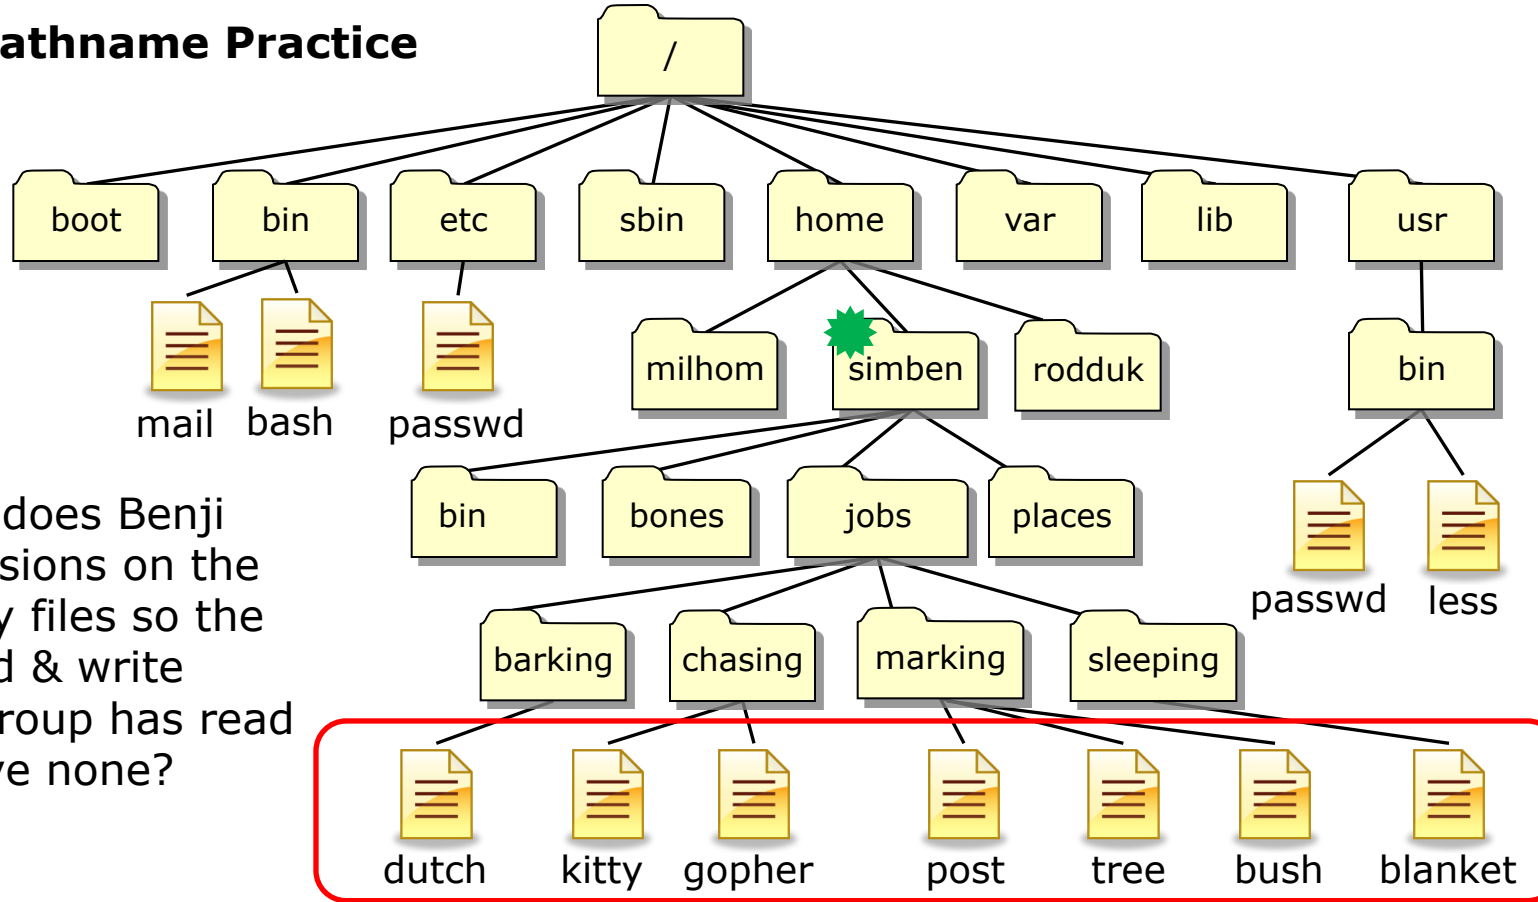 athname Practice
/
boot bin etc sbin home var lib usr
mail bash passwd
milhom simben rodduk bin
passwd less
bin bones jobs places
does Benji
sions on the
y files so the
d & write
roup has read
ve none?
barking chasing marking sleeping
dutch kitty gopher post tree bush blanket